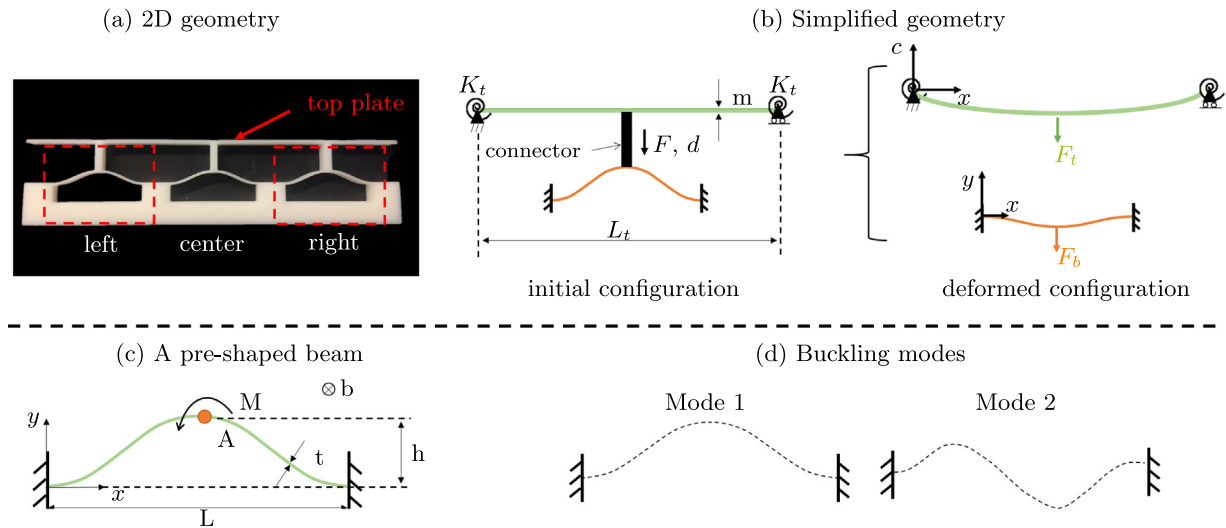 (a) 2D geometry
top plate
left
center
right
(b) Simplified geometry
K_t
K_t
m
connector
F, d
L_t
initial configuration
c
x
F_t
y
x
F_b
deformed configuration
(c) A pre-shaped beam
⊗ b
M
y
A
t
h
x
L
(d) Buckling modes
Mode 1
Mode 2